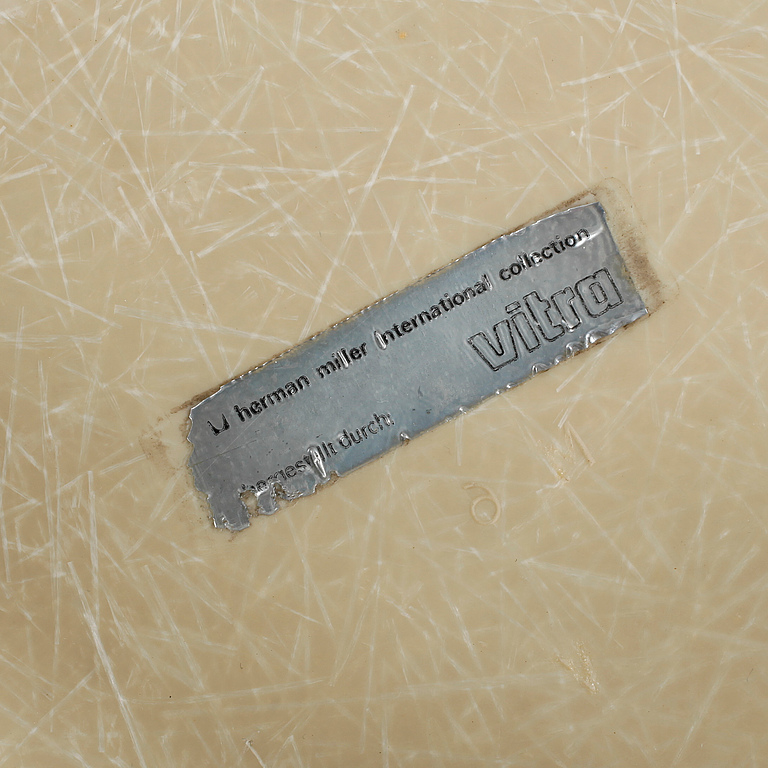 herman miller international collection
vitra
hergestellt durch: